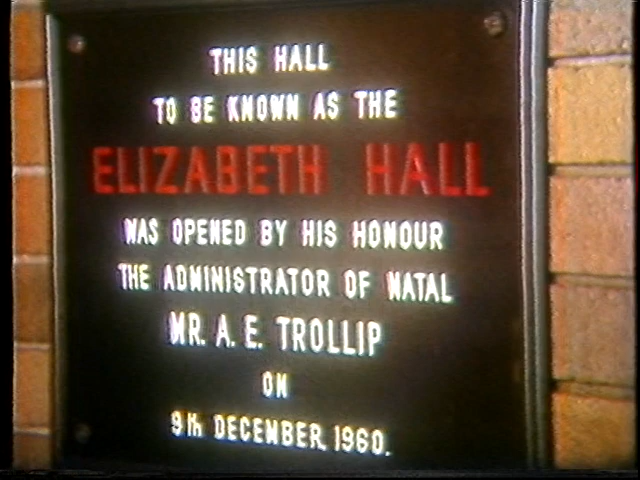 THIS HALL
TO BE KNOWN AS THE
ELIZABETH HALL
WAS OPENED BY HIS HONOUR
THE ADMINISTRATOR OF NATAL
MR. A. E. TROLLIP
ON
9th DECEMBER, 1960.